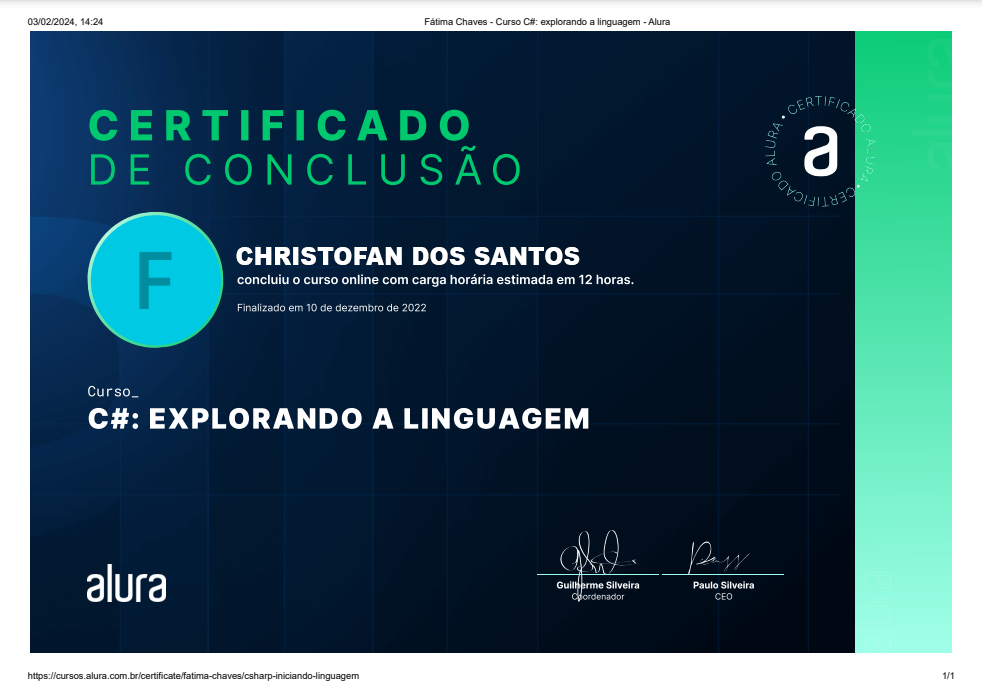 03/02/2024, 14:24
Fátima Chaves - Curso C#: explorando a linguagem - Alura
CERTIFICADO
DE CONCLUSÃO
CERTIFICADO ALURA • CERTIFICADO ALURA •
a
F
CHRISTOFAN DOS SANTOS
concluiu o curso online com carga horária estimada em 12 horas.
Finalizado em 10 de dezembro de 2022
Curso_
C#: EXPLORANDO A LINGUAGEM
alura
Guilherme Silveira
Coordenador
Paulo Silveira
CEO
https://cursos.alura.com.br/certificate/fatima-chaves/csharp-iniciando-linguagem
1/1